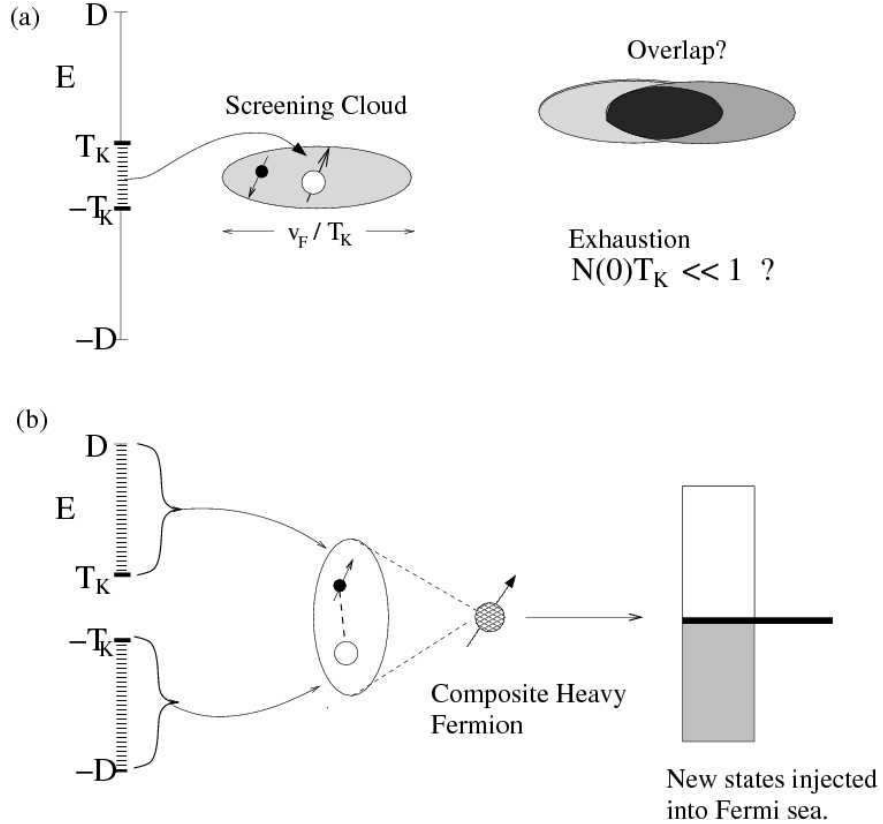 (a)
D
E
T_K
-T_K
-D
Screening Cloud
v_F / T_K
Overlap?
Exhaustion
N(0)T_K << 1 ?
(b)
D
E
T_K
-T_K
-D
Composite Heavy
Fermion
New states injected
into Fermi sea.